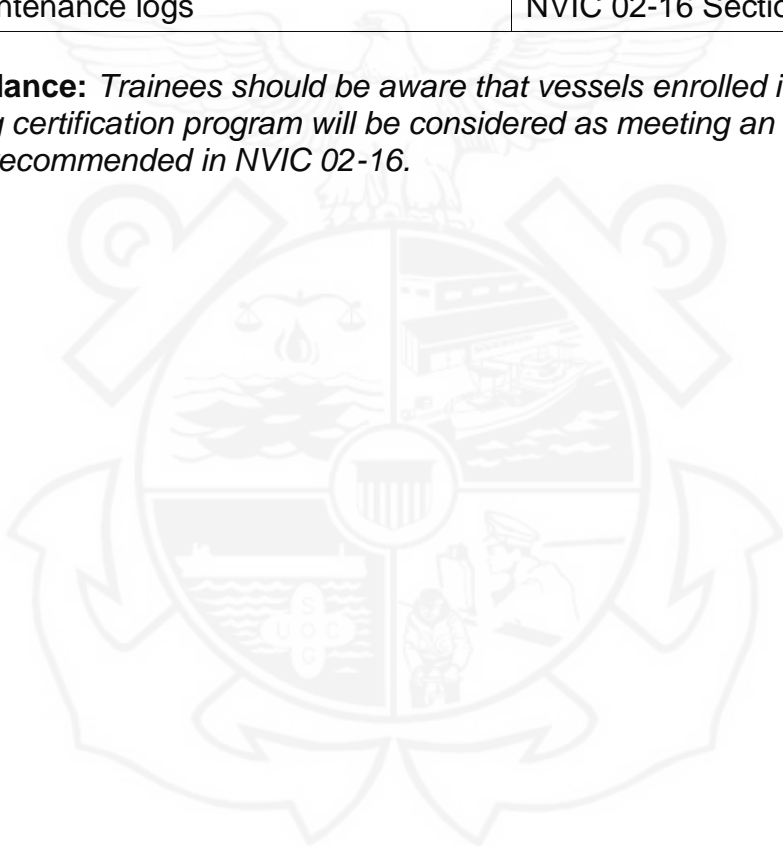 ntenance logs NVIC 02-16 Sectio
lance: Trainees should be aware that vessels enrolled i
g certification program will be considered as meeting an
ecommended in NVIC 02-16.
S
U O C
G